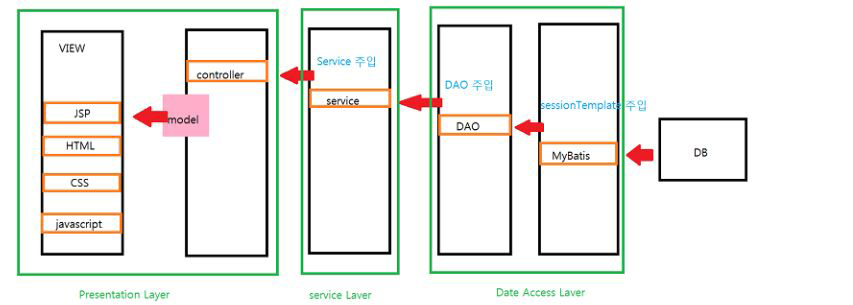 VIEW
JSP
HTML
CSS
javascript
model
controller
Service 주입
service
DAO 주입
DAO
sessionTemplate 주입
MyBatis
DB
Presentation Layer
service Layer
Date Access Layer